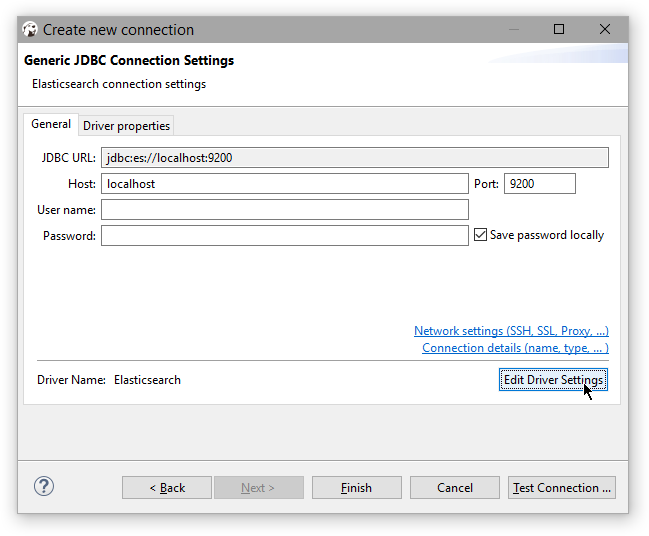 Create new connection
Generic JDBC Connection Settings
Elasticsearch connection settings
General Driver properties
JDBC URL: jdbc:es://localhost:9200
Host: localhost Port: 9200
User name:
Password: Save password locally
Network settings (SSH, SSL, Proxy, ...)
Connection details (name, type, ... )
Driver Name: Elasticsearch Edit Driver Settings
? < Back Next > Finish Cancel Test Connection ...